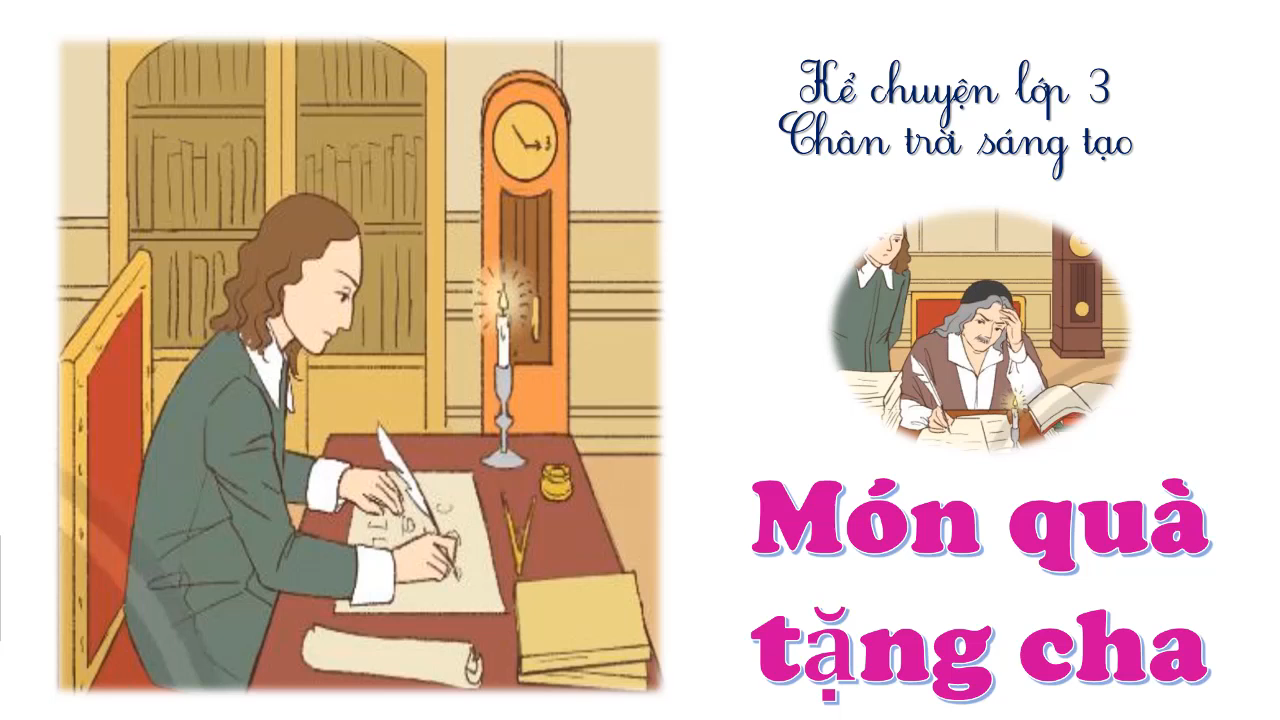 Kể chuyện lớp 3
Chân trời sáng tạo
Món quà
tặng cha